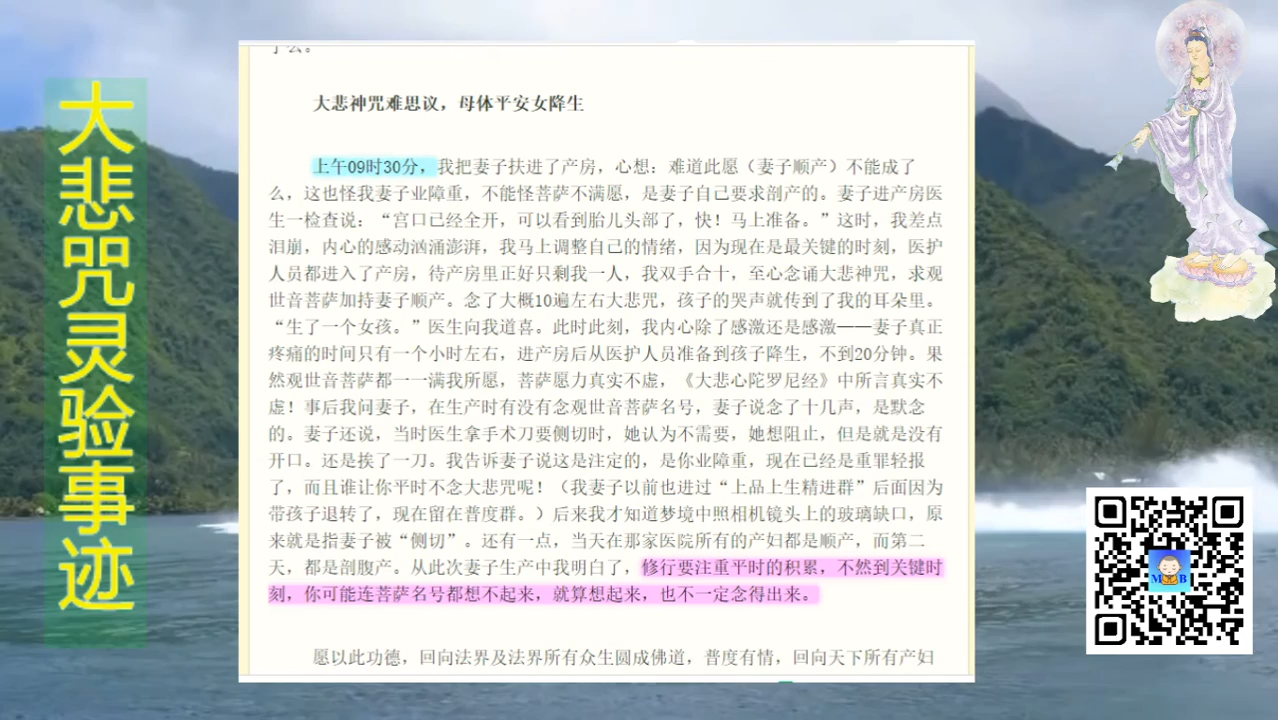 大悲咒灵验事迹
大悲神咒难思议，母体平安女降生
上午09时30分，我把妻子扶进了产房，心想：难道此愿（妻子顺产）不能成了
么，这也怪我妻子业障重，不能怪菩萨不满愿，是妻子自己要求剖产的。妻子进产房医
生一检查说：“宫口已经全开，可以看到胎儿头部了，快！马上准备。”这时，我差点
泪崩，内心的感动汹涌澎湃，我马上调整自己的情绪，因为现在是最关键的时刻，医护
人员都进入了产房，待产房里正好只剩我一人，我双手合十，至心念诵大悲神咒，求观
世音菩萨加持妻子顺产。念了大概10遍左右大悲咒，孩子的哭声就传到了我的耳朵里。
“生了一个女孩。”医生向我道喜。此时此刻，我内心除了感激还是感激——妻子真正
疼痛的时间只有一个小时左右，进产房后从医护人员准备到孩子降生，不到20分钟。果
然观世音菩萨都一一满我所愿，菩萨愿力真实不虚，《大悲心陀罗尼经》中所言真实不
虚！事后我问妻子，在生产时有没有念观世音菩萨名号，妻子说念了十几声，是默念
的。妻子还说，当时医生拿手术刀要侧切时，她认为不需要，她想阻止，但是就是没有
开口。还是挨了一刀。我告诉妻子说这是注定的，是你业障重，现在已经是重罪轻报
了，而且谁让你平时不念大悲咒呢！（我妻子以前也进过“上品上生精进群”后面因为
带孩子退转了，现在留在普度群。）后来我才知道梦境中照相机镜头上的玻璃缺口，原
来就是指妻子被“侧切”。还有一点，当天在那家医院所有的产妇都是顺产，而第二
天，都是剖腹产。从此次妻子生产中我明白了，修行要注重平时的积累，不然到关键时
刻，你可能连菩萨名号都想不起来，就算想起来，也不一定念得出来。
愿以此功德，回向法界及法界所有众生圆成佛道，普度有情，回向天下所有产妇
M B